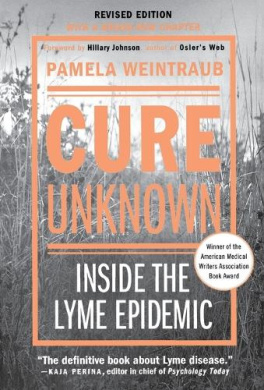 REVISED EDITION
WITH A
CHAPTER
Foreword by Hillary Johnson, author of Osler's Web
PAMELA WEINTRAUB
CURE
UNKNOWN
Winner of the
American Medical
Writers Association
Book Award
INSIDE THE
LYME EPIDEMIC
"The definitive book about Lyme disease."
—KAJA PERINA, editor in chief of Psychology Today